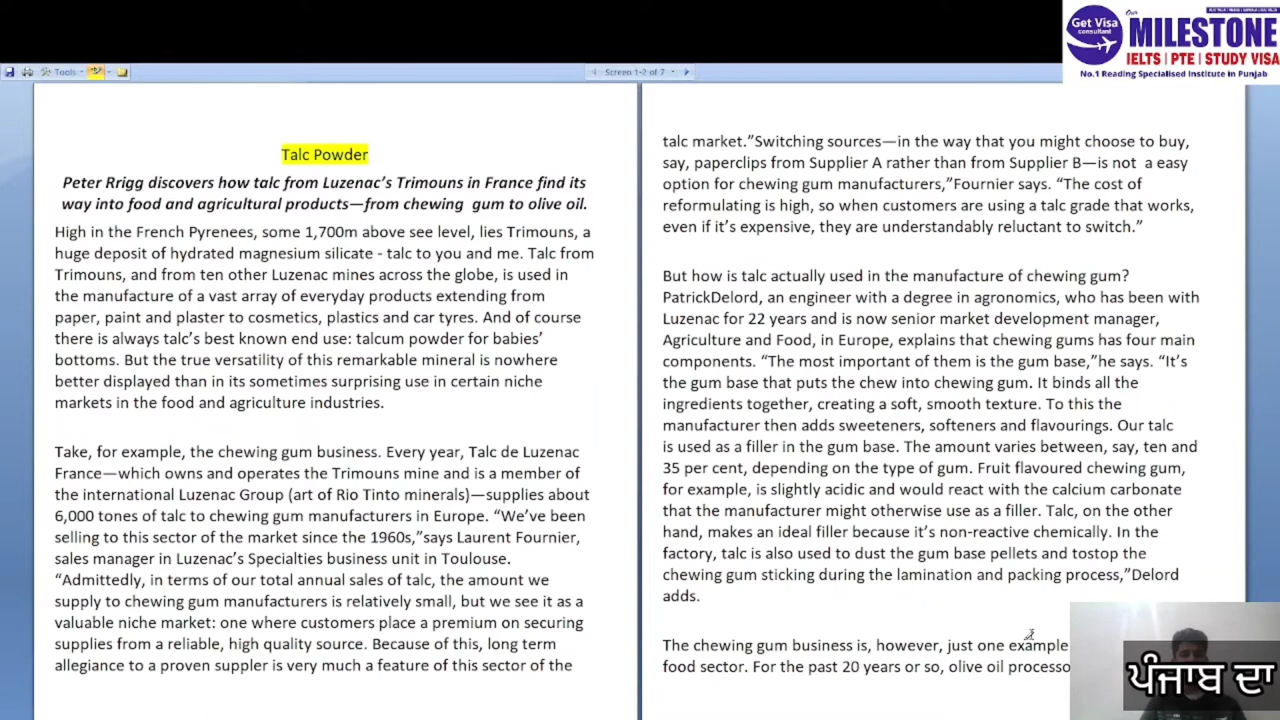 Our
Get Visa
consultant
MILESTONE
IELTS | PTE | STUDY VISA
No.1 Reading Specialised Institute in Punjab
Tools
Screen 1-2 of 7
Talc Powder
Peter Rrigg discovers how talc from Luzenac's Trimouns in France find its
way into food and agricultural products—from chewing gum to olive oil.
High in the French Pyrenees, some 1,700m above see level, lies Trimouns, a
huge deposit of hydrated magnesium silicate - talc to you and me. Talc from
Trimouns, and from ten other Luzenac mines across the globe, is used in
the manufacture of a vast array of everyday products extending from
paper, paint and plaster to cosmetics, plastics and car tyres. And of course
there is always talc's best known end use: talcum powder for babies'
bottoms. But the true versatility of this remarkable mineral is nowhere
better displayed than in its sometimes surprising use in certain niche
markets in the food and agriculture industries.
Take, for example, the chewing gum business. Every year, Talc de Luzenac
France—which owns and operates the Trimouns mine and is a member of
the international Luzenac Group (art of Rio Tinto minerals)—supplies about
6,000 tones of talc to chewing gum manufacturers in Europe. "We've been
selling to this sector of the market since the 1960s,"says Laurent Fournier,
sales manager in Luzenac's Specialties business unit in Toulouse.
"Admittedly, in terms of our total annual sales of talc, the amount we
supply to chewing gum manufacturers is relatively small, but we see it as a
valuable niche market: one where customers place a premium on securing
supplies from a reliable, high quality source. Because of this, long term
allegiance to a proven suppler is very much a feature of this sector of the
talc market."Switching sources—in the way that you might choose to buy,
say, paperclips from Supplier A rather than from Supplier B—is not a easy
option for chewing gum manufacturers,"Fournier says. "The cost of
reformulating is high, so when customers are using a talc grade that works,
even if it's expensive, they are understandably reluctant to switch."
But how is talc actually used in the manufacture of chewing gum?
PatrickDelord, an engineer with a degree in agronomics, who has been with
Luzenac for 22 years and is now senior market development manager,
Agriculture and Food, in Europe, explains that chewing gums has four main
components. "The most important of them is the gum base,"he says. "It's
the gum base that puts the chew into chewing gum. It binds all the
ingredients together, creating a soft, smooth texture. To this the
manufacturer then adds sweeteners, softeners and flavourings. Our talc
is used as a filler in the gum base. The amount varies between, say, ten and
35 per cent, depending on the type of gum. Fruit flavoured chewing gum,
for example, is slightly acidic and would react with the calcium carbonate
that the manufacturer might otherwise use as a filler. Talc, on the other
hand, makes an ideal filler because it's non-reactive chemically. In the
factory, talc is also used to dust the gum base pellets and tostop the
chewing gum sticking during the lamination and packing process,"Delord
adds.
The chewing gum business is, however, just one example
food sector. For the past 20 years or so, olive oil processo
ਪੰਜਾਬ ਦਾ